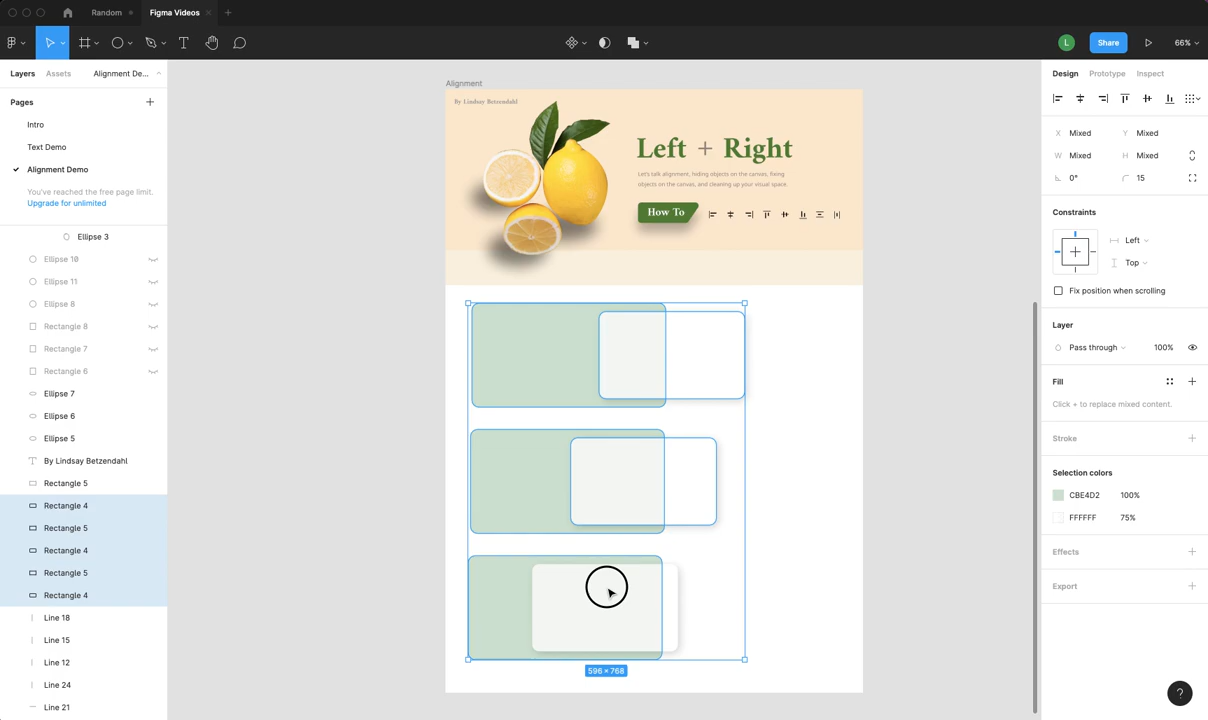 Random
Figma Videos
L
Share
66%
Layers
Assets
Alignment De...
Pages
Intro
Text Demo
Alignment Demo
You've reached the free page limit.
Upgrade for unlimited
Ellipse 3
Ellipse 10
Ellipse 11
Ellipse 8
Rectangle 8
Rectangle 7
Rectangle 6
Ellipse 7
Ellipse 6
Ellipse 5
By Lindsay Betzendahl
Rectangle 5
Rectangle 4
Rectangle 5
Rectangle 4
Rectangle 5
Rectangle 4
Line 18
Line 15
Line 12
Line 24
Line 21
Alignment
By Lindsay Betzendahl
Left + Right
Let's talk alignment, hiding objects on the canvas, fixing
objects on the canvas, and cleaning up your visual space.
How To
596 × 768
Design
Prototype
Inspect
X Mixed Y Mixed
W Mixed H Mixed
0° 15
Constraints
Left
Top
Fix position when scrolling
Layer
Pass through 100%
Fill
Click + to replace mixed content.
Stroke
Selection colors
CBE4D2 100%
FFFFFF 75%
Effects
Export
?